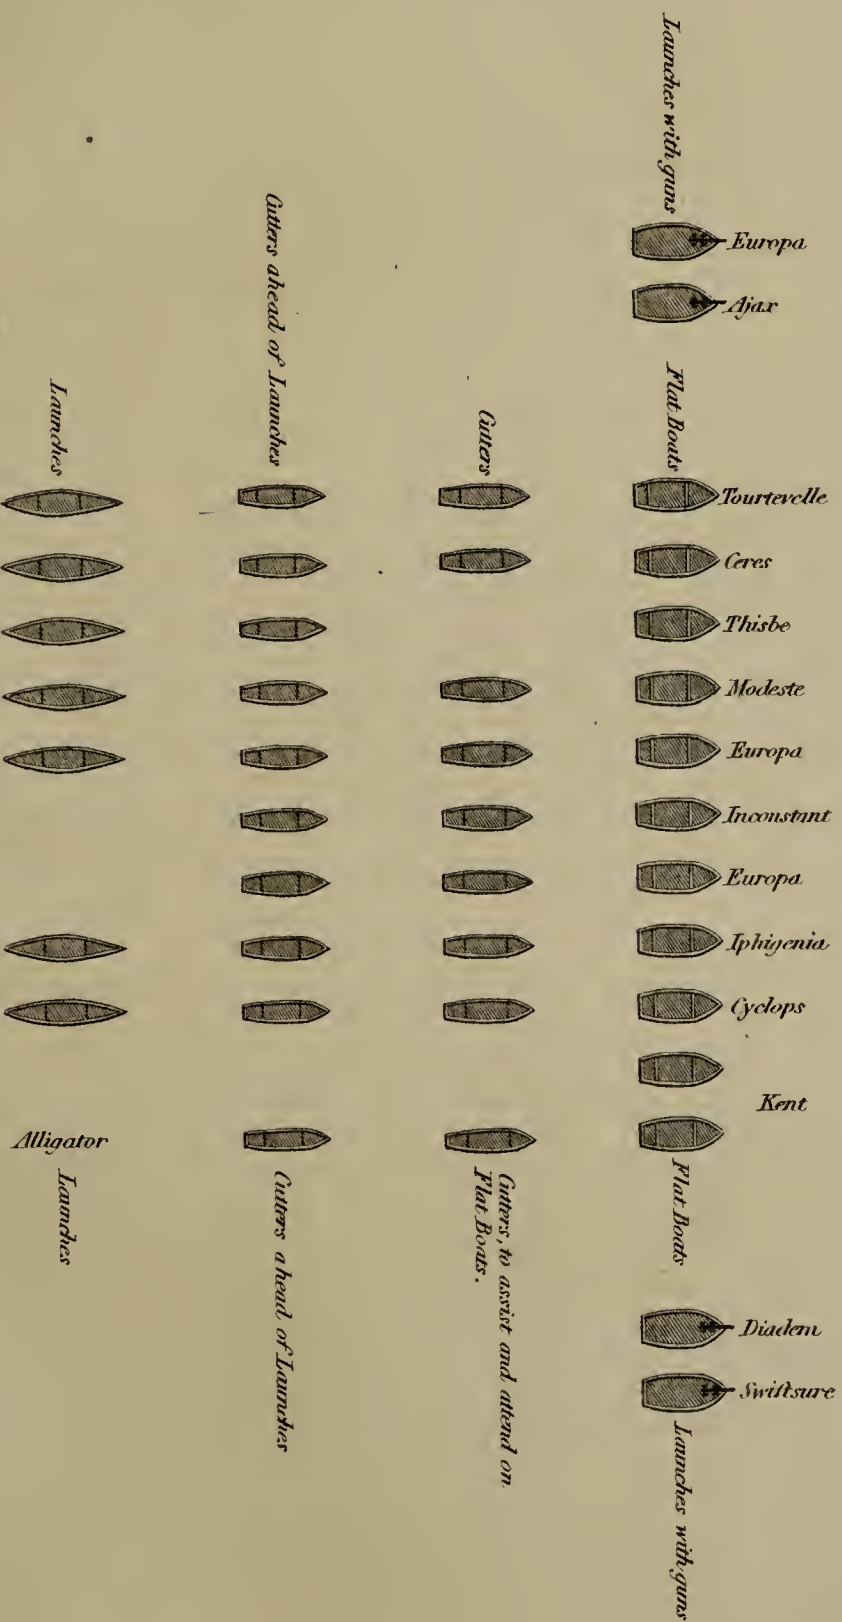 Launches with guns
Europa
Ajax
Flat Boats
Tourterelle
Ceres
Thisbe
Modeste
Europa
Inconstant
Europa
Iphigenia
Cyclops
Kent
Flat Boats
Diadem
Swiftsure
Launches with guns
Cutters
Cutters, to assist and attend on
Flat Boats.
Cutters ahead of Launches
Cutters ahead of Launches
Launches
Alligator
Launches